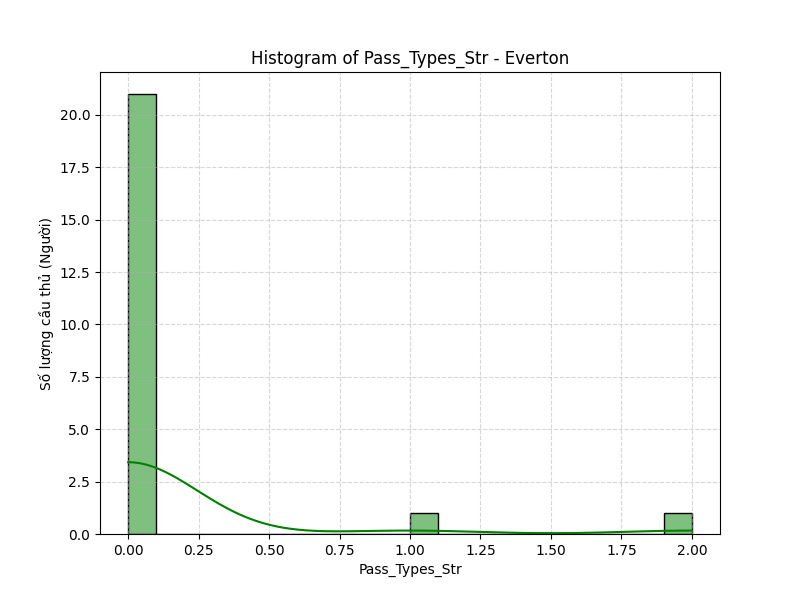 Histogram of Pass_Types_Str - Everton
Số lượng cầu thủ (Người)
20.0
17.5
15.0
12.5
10.0
7.5
5.0
2.5
0.0
0.00 0.25 0.50 0.75 1.00 1.25 1.50 1.75 2.00
Pass_Types_Str